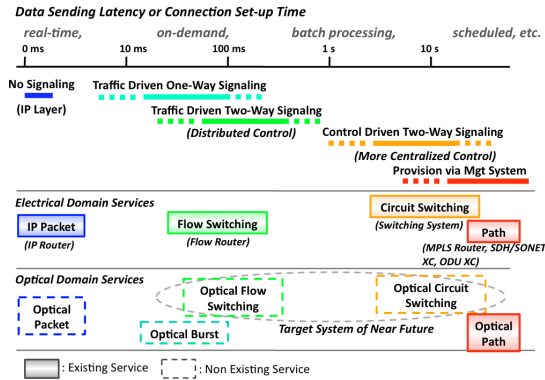 Data Sending Latency or Connection Set-up Time
real-time, on-demand, batch processing, scheduled, etc.
0 ms 10 ms 100 ms 1 s 10 s
No Signaling
(IP Layer)
Traffic Driven One-Way Signaling
Traffic Driven Two-Way Signalng
(Distributed Control)
Control Driven Two-Way Signaling
(More Centralized Control)
Provision via Mgt System
Electrical Domain Services
IP Packet
(IP Router)
Flow Switching
(Flow Router)
Circuit Switching
(Switching System)
Path
(MPLS Router, SDH/SONET
XC, ODU XC)
Optical Domain Services
Optical
Packet
Optical Flow
Switching
Optical Burst
Optical Circuit
Switching
Target System of Near Future
Optical
Path
: Existing Service
: Non Existing Service